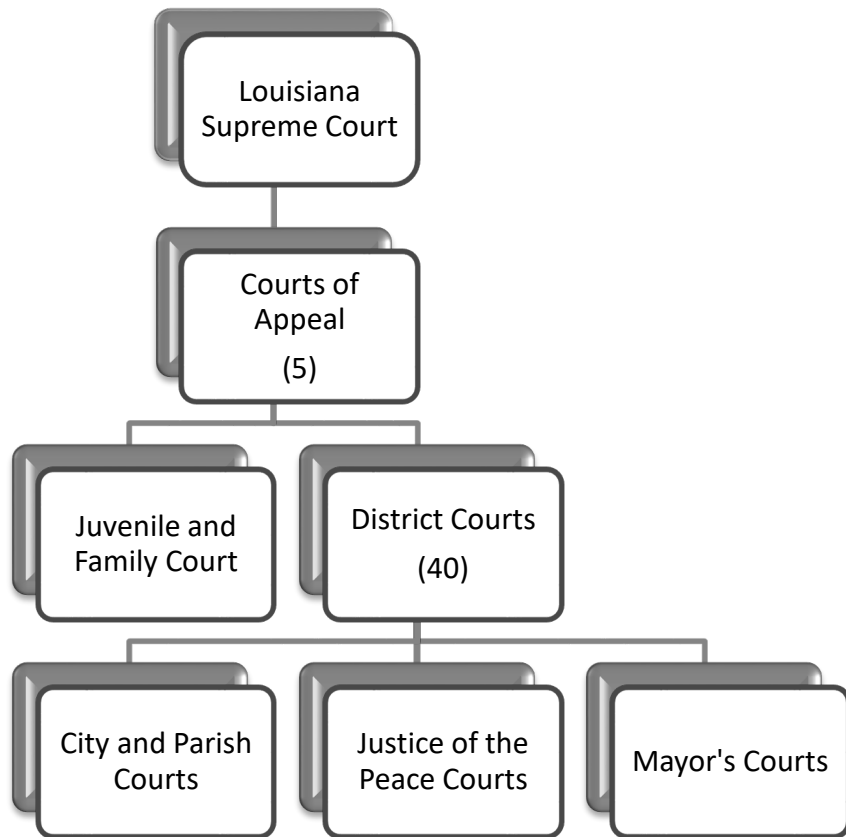 Louisiana
Supreme Court
Courts of
Appeal
(5)
Juvenile and
Family Court
District Courts
(40)
City and Parish
Courts
Justice of the
Peace Courts
Mayor's Courts